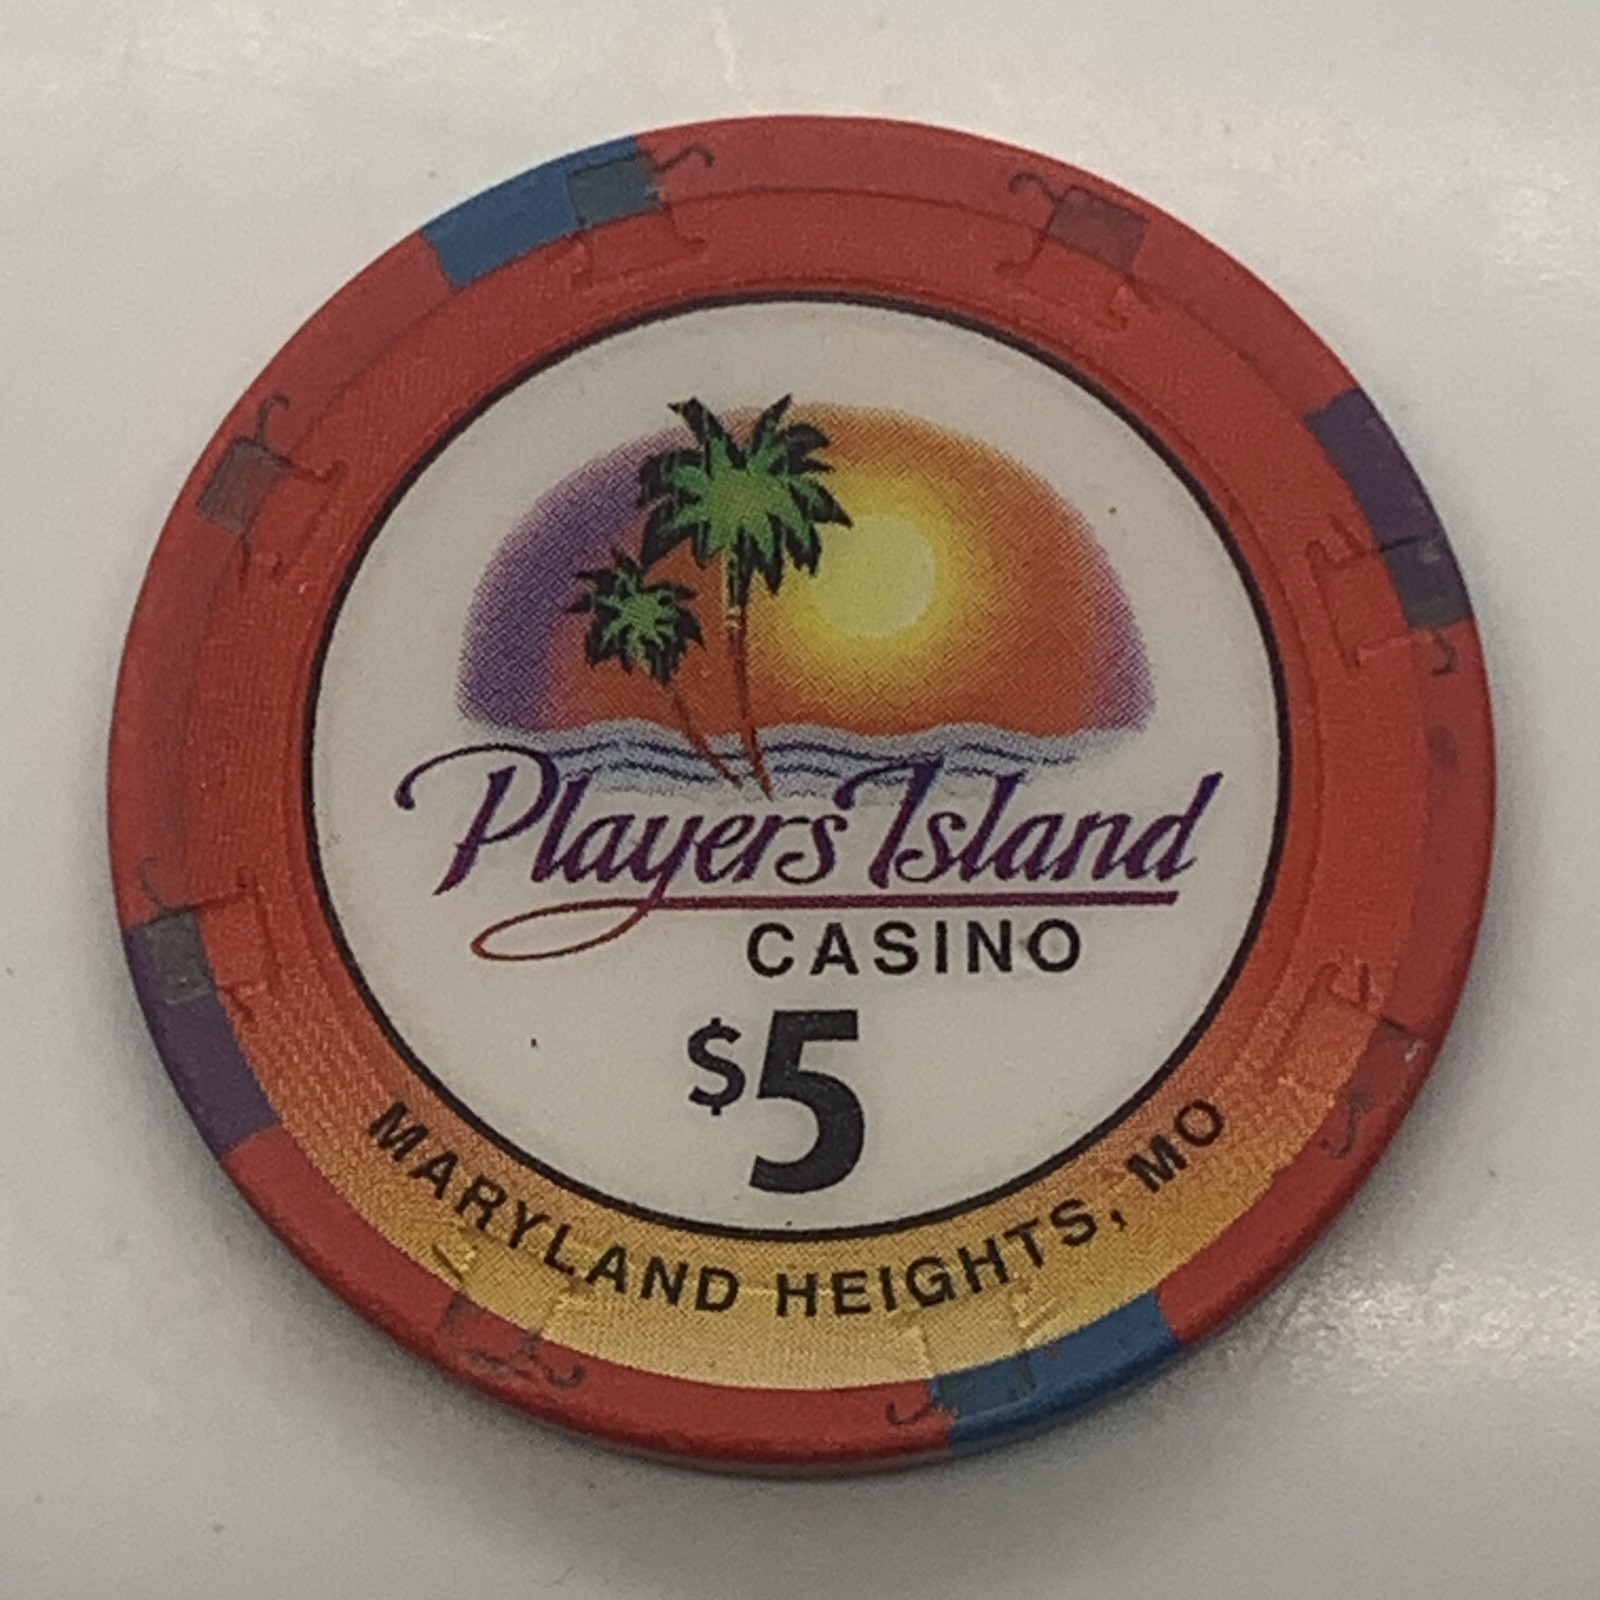 Players Island
CASINO
$5
MARYLAND HEIGHTS, MO